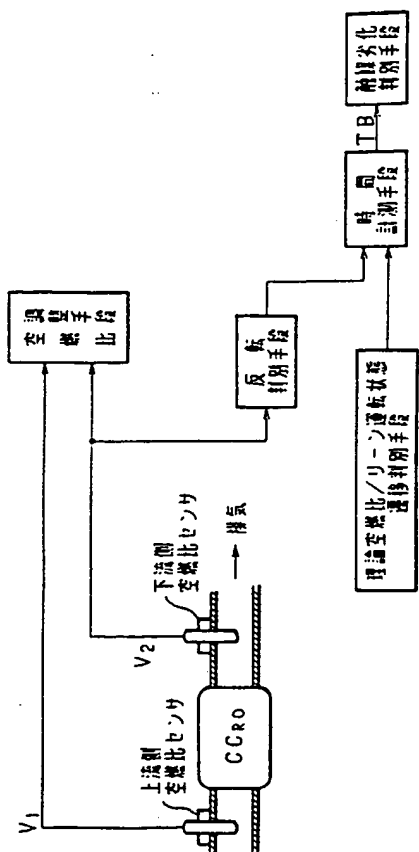 V₁
上流側
空燃比センサ
CCRO
V₂
下流側
空燃比センサ
排気
空燃比
調整手段
反転
判別手段
理論空燃比/リーン運転状態
遷移判別手段
時間
計測手段
TB
触媒劣化
判別手段